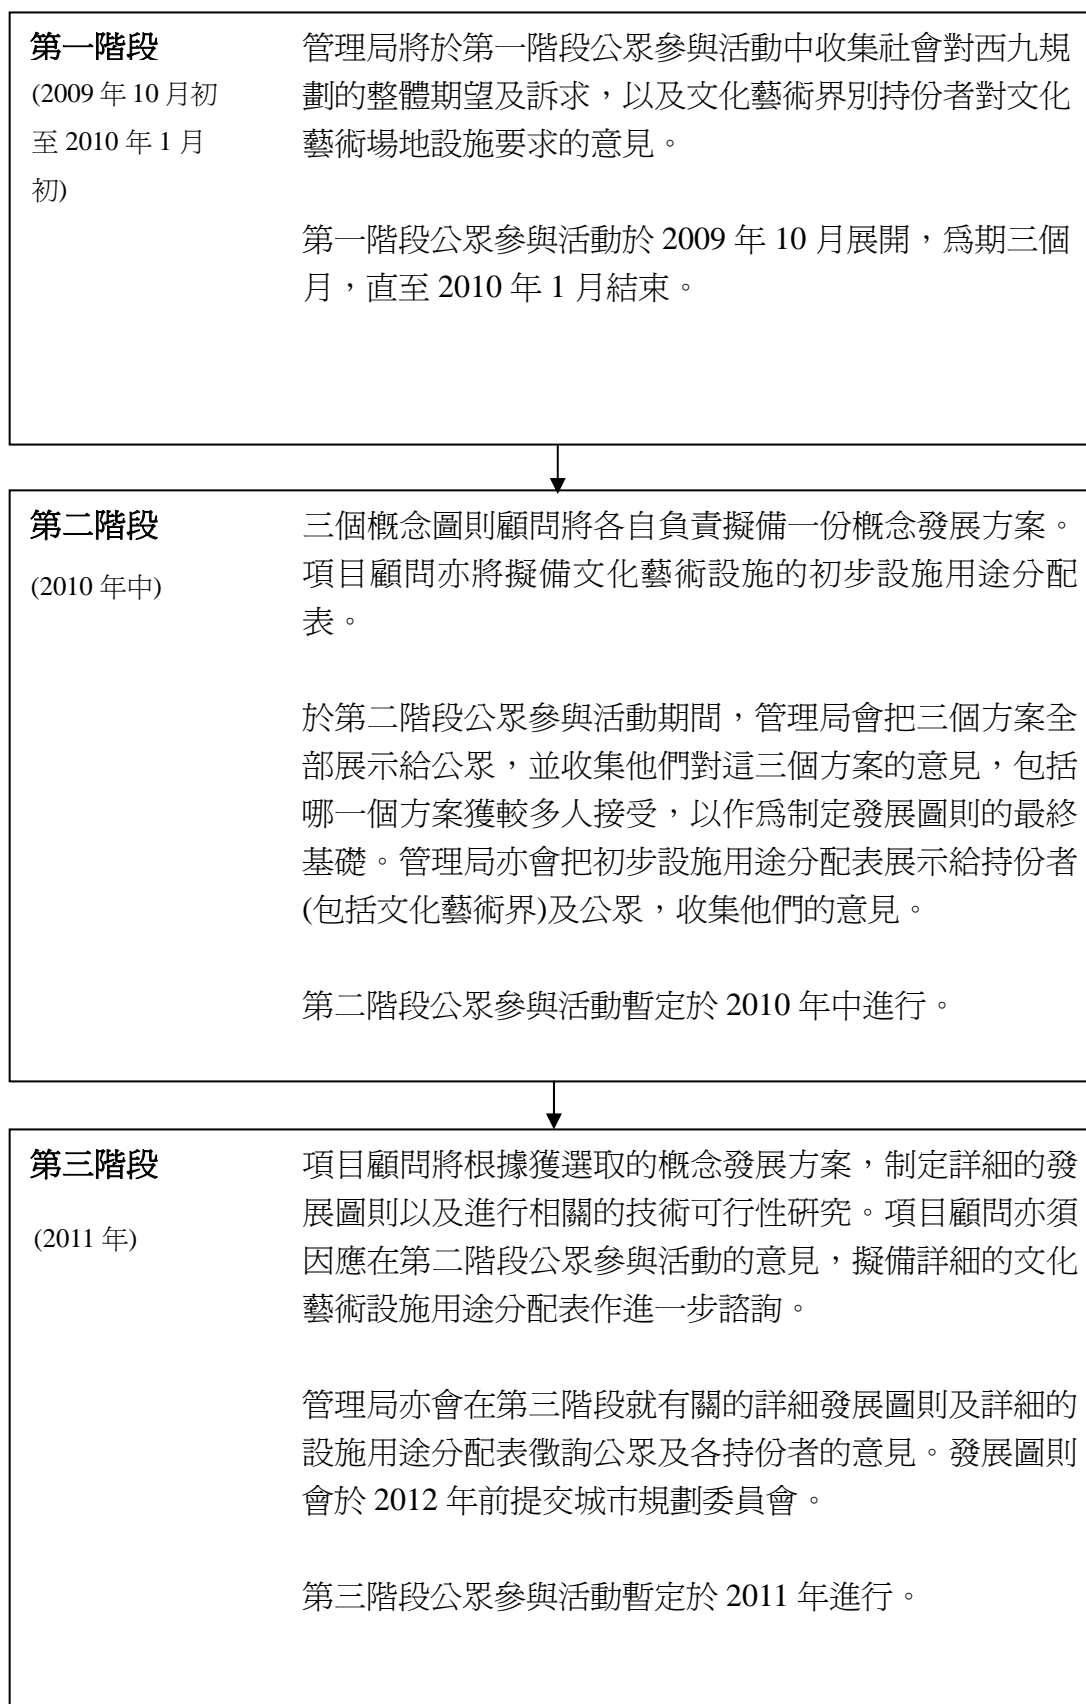 第一階段
(2009 年 10 月初
至 2010 年 1 月
初)
管理局將於第一階段公眾參與活動中收集社會對西九規
劃的整體期望及訴求，以及文化藝術界別持份者對文化
藝術場地設施要求的意見。
第一階段公眾參與活動於 2009 年 10 月展開，為期三個
月，直至 2010 年 1 月結束。
第二階段
(2010 年中)
三個概念圖則顧問將各自負責擬備一份概念發展方案。
項目顧問亦將擬備文化藝術設施的初步設施用途分配
表。
於第二階段公眾參與活動期間，管理局會把三個方案全
部展示給公眾，並收集他們對這三個方案的意見，包括
哪一個方案獲較多人接受，以作為制定發展圖則的最終
基礎。管理局亦會把初步設施用途分配表展示給持份者
(包括文化藝術界)及公眾，收集他們的意見。
第二階段公眾參與活動暫定於 2010 年中進行。
第三階段
(2011 年)
項目顧問將根據獲選取的概念發展方案，制定詳細的發
展圖則以及進行相關的技術可行性研究。項目顧問亦須
因應在第二階段公眾參與活動的意見，擬備詳細的文化
藝術設施用途分配表作進一步諮詢。
管理局亦會在第三階段就有關的詳細發展圖則及詳細的
設施用途分配表徵詢公眾及各持份者的意見。發展圖則
會於 2012 年前提交城市規劃委員會。
第三階段公眾參與活動暫定於 2011 年進行。